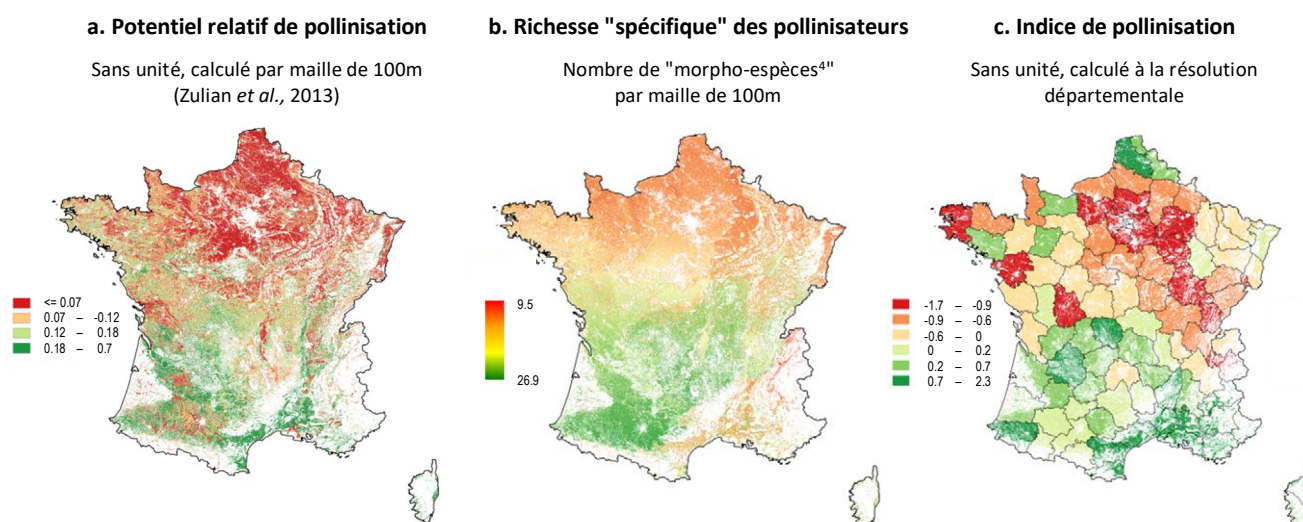 a. Potentiel relatif de pollinisation
Sans unité, calculé par maille de 100m
(Zulian et al., 2013)
<= 0.07
0.07 – -0.12
0.12 – 0.18
0.18 – 0.7
b. Richesse "spécifique" des pollinisateurs
Nombre de "morpho-espèces⁴"
par maille de 100m
9.5
26.9
c. Indice de pollinisation
Sans unité, calculé à la résolution
départementale
-1.7 – -0.9
-0.9 – -0.6
-0.6 – 0
0 – 0.2
0.2 – 0.7
0.7 – 2.3